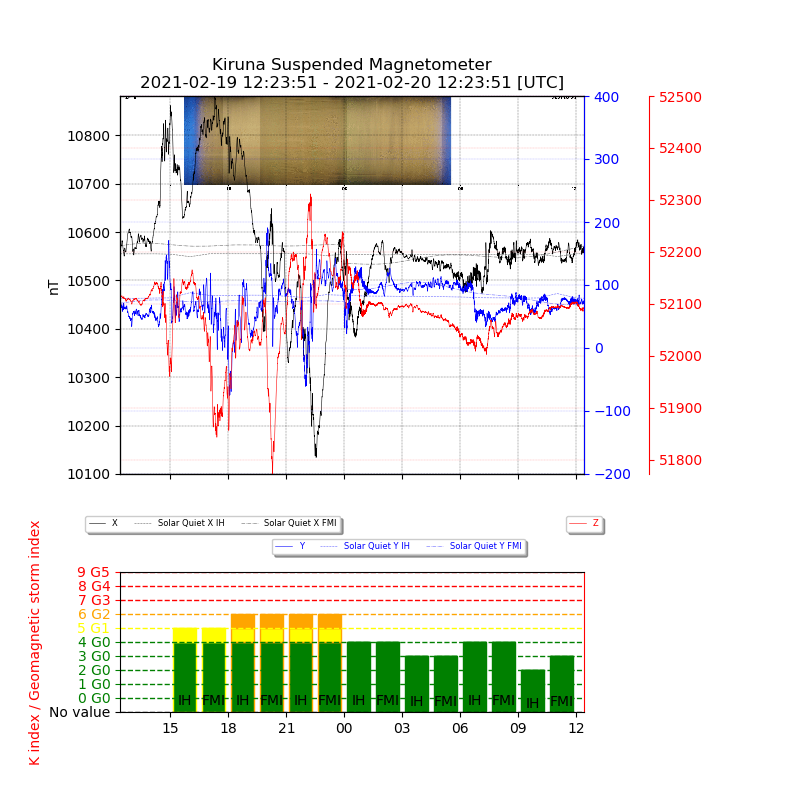 Kiruna Suspended Magnetometer
2021-02-19 12:23:51 - 2021-02-20 12:23:51 [UTC]
nT
10800
10700
10600
10500
10400
10300
10200
10100
400
300
200
100
0
−100
−200
52500
52400
52300
52200
52100
52000
51900
51800
X Solar Quiet X IH Solar Quiet X FMI
Z
Y Solar Quiet Y IH Solar Quiet Y FMI
K index / Geomagnetic storm index
9 G5
8 G4
7 G3
6 G2
5 G1
4 G0
3 G0
2 G0
1 G0
0 G0
No value
IH FMI IH FMI IH FMI IH FMI IH FMI IH FMI IH FMI
15 18 21 00 03 06 09 12